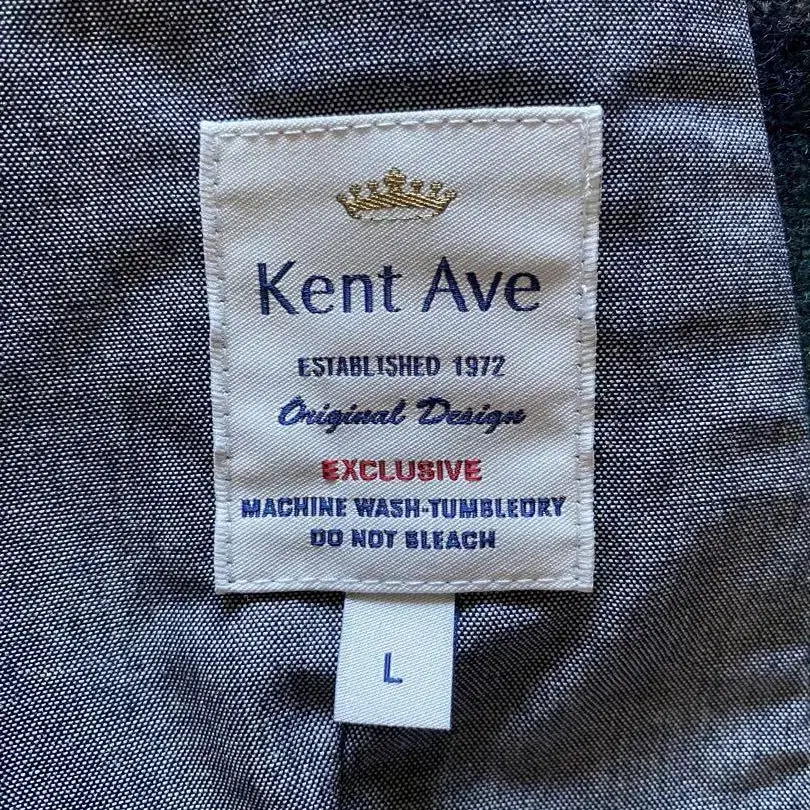 Kent Ave
ESTABLISHED 1972
Original Design
EXCLUSIVE
MACHINE WASH-TUMBLEDRY
DO NOT BLEACH
L